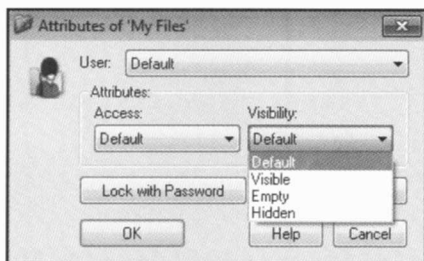 Attributes of 'My Files'
User: Default
Attributes:
Access: Visibility:
Default Default
Default
Visible
Lock with Password
Empty
Hidden
OK Help Cancel